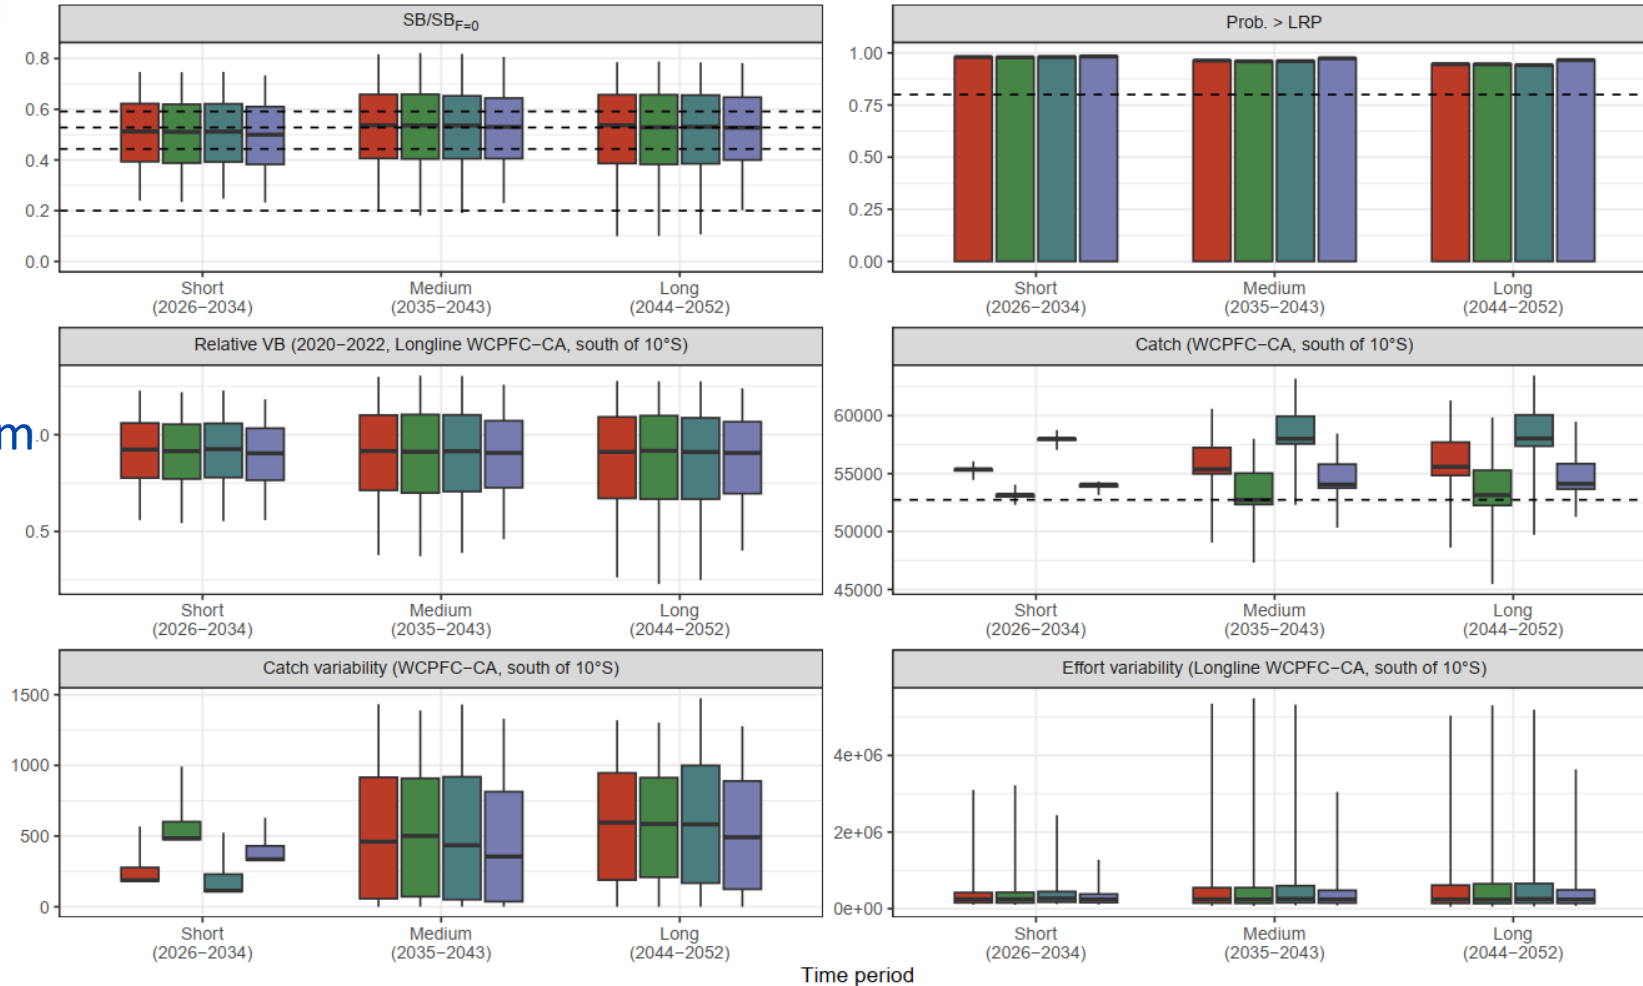 SB/SB_F=0
0.8
0.6
0.4
0.2
0.0
Short
(2026−2034)
Medium
(2035−2043)
Long
(2044−2052)
Prob. > LRP
1.00
0.75
0.50
0.25
0.00
Short
(2026−2034)
Medium
(2035−2043)
Long
(2044−2052)
Relative VB (2020−2022, Longline WCPFC−CA, south of 10°S)
m
.0
0.5
Short
(2026−2034)
Medium
(2035−2043)
Long
(2044−2052)
Catch (WCPFC−CA, south of 10°S)
60000
55000
50000
45000
Short
(2026−2034)
Medium
(2035−2043)
Long
(2044−2052)
Catch variability (WCPFC−CA, south of 10°S)
1500
1000
500
0
Short
(2026−2034)
Medium
(2035−2043)
Long
(2044−2052)
Effort variability (Longline WCPFC−CA, south of 10°S)
4e+06
2e+06
0e+00
Short
(2026−2034)
Medium
(2035−2043)
Long
(2044−2052)
Time period